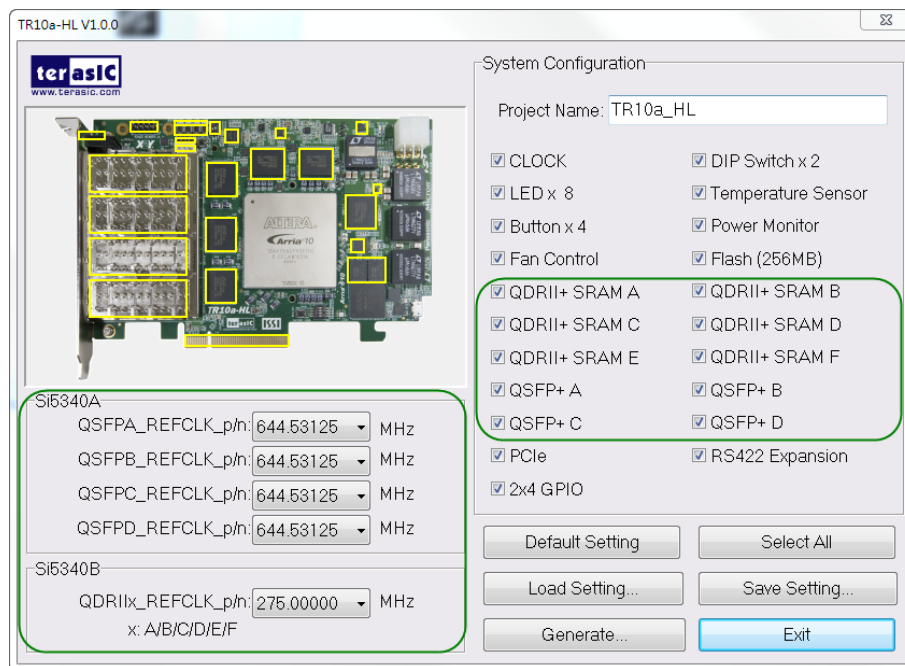 TR10a-HL V1.0.0
terasIC
www.terasic.com
ALTERA
Arria 10
Arria 10
TR10a-HL
terasIC ISSI
System Configuration
Project Name: TR10a_HL
CLOCK DIP Switch x 2
LED x 8 Temperature Sensor
Button x 4 Power Monitor
Fan Control Flash (256MB)
QDRII+ SRAM A QDRII+ SRAM B
QDRII+ SRAM C QDRII+ SRAM D
QDRII+ SRAM E QDRII+ SRAM F
QSFP+ A QSFP+ B
QSFP+ C QSFP+ D
PCIe RS422 Expansion
2x4 GPIO
Si5340A
QSFPA_REFCLK_p/n: 644.53125 MHz
QSFPB_REFCLK_p/n: 644.53125 MHz
QSFPC_REFCLK_p/n: 644.53125 MHz
QSFPD_REFCLK_p/n: 644.53125 MHz
Si5340B
QDRIIx_REFCLK_p/n: 275.00000 MHz
x: A/B/C/D/E/F
Default Setting Select All
Load Setting... Save Setting...
Generate... Exit